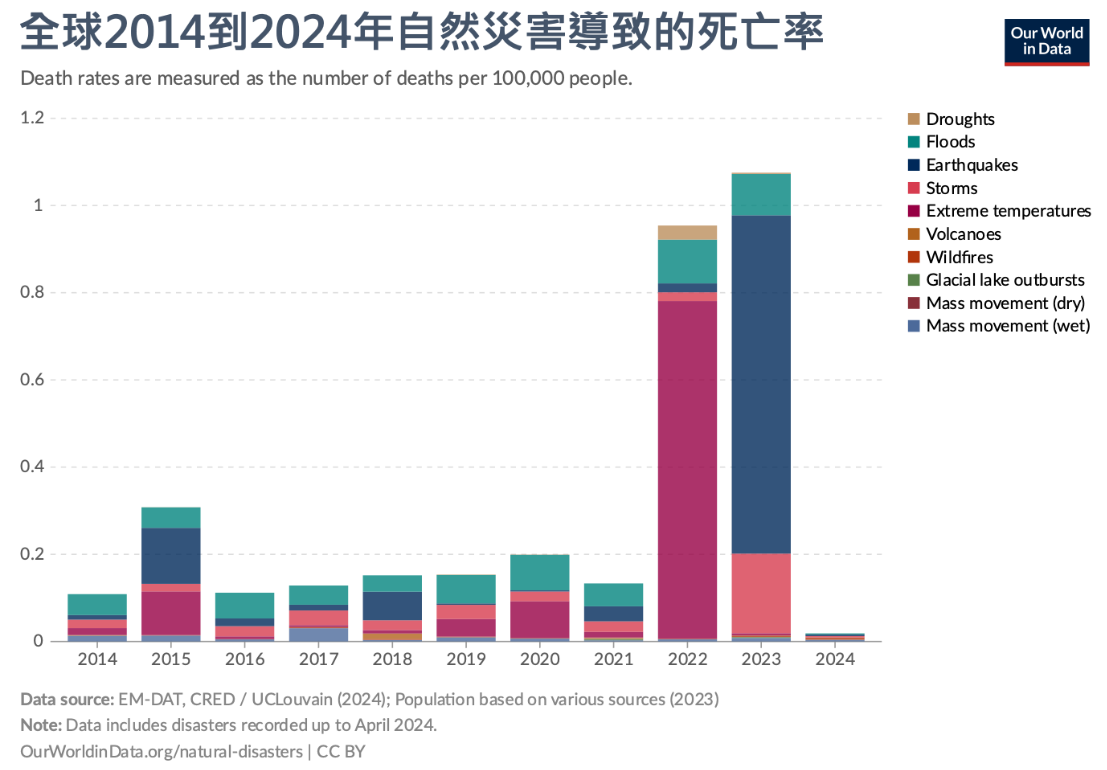 全球2014到2024年自然災害導致的死亡率
Our World
in Data
Death rates are measured as the number of deaths per 100,000 people.
1.2
1
0.8
0.6
0.4
0.2
0
2014 2015 2016 2017 2018 2019 2020 2021 2022 2023 2024
Droughts
Floods
Earthquakes
Storms
Extreme temperatures
Volcanoes
Wildfires
Glacial lake outbursts
Mass movement (dry)
Mass movement (wet)
Data source: EM-DAT, CRED / UCLouvain (2024); Population based on various sources (2023)
Note: Data includes disasters recorded up to April 2024.
OurWorldinData.org/natural-disasters | CC BY